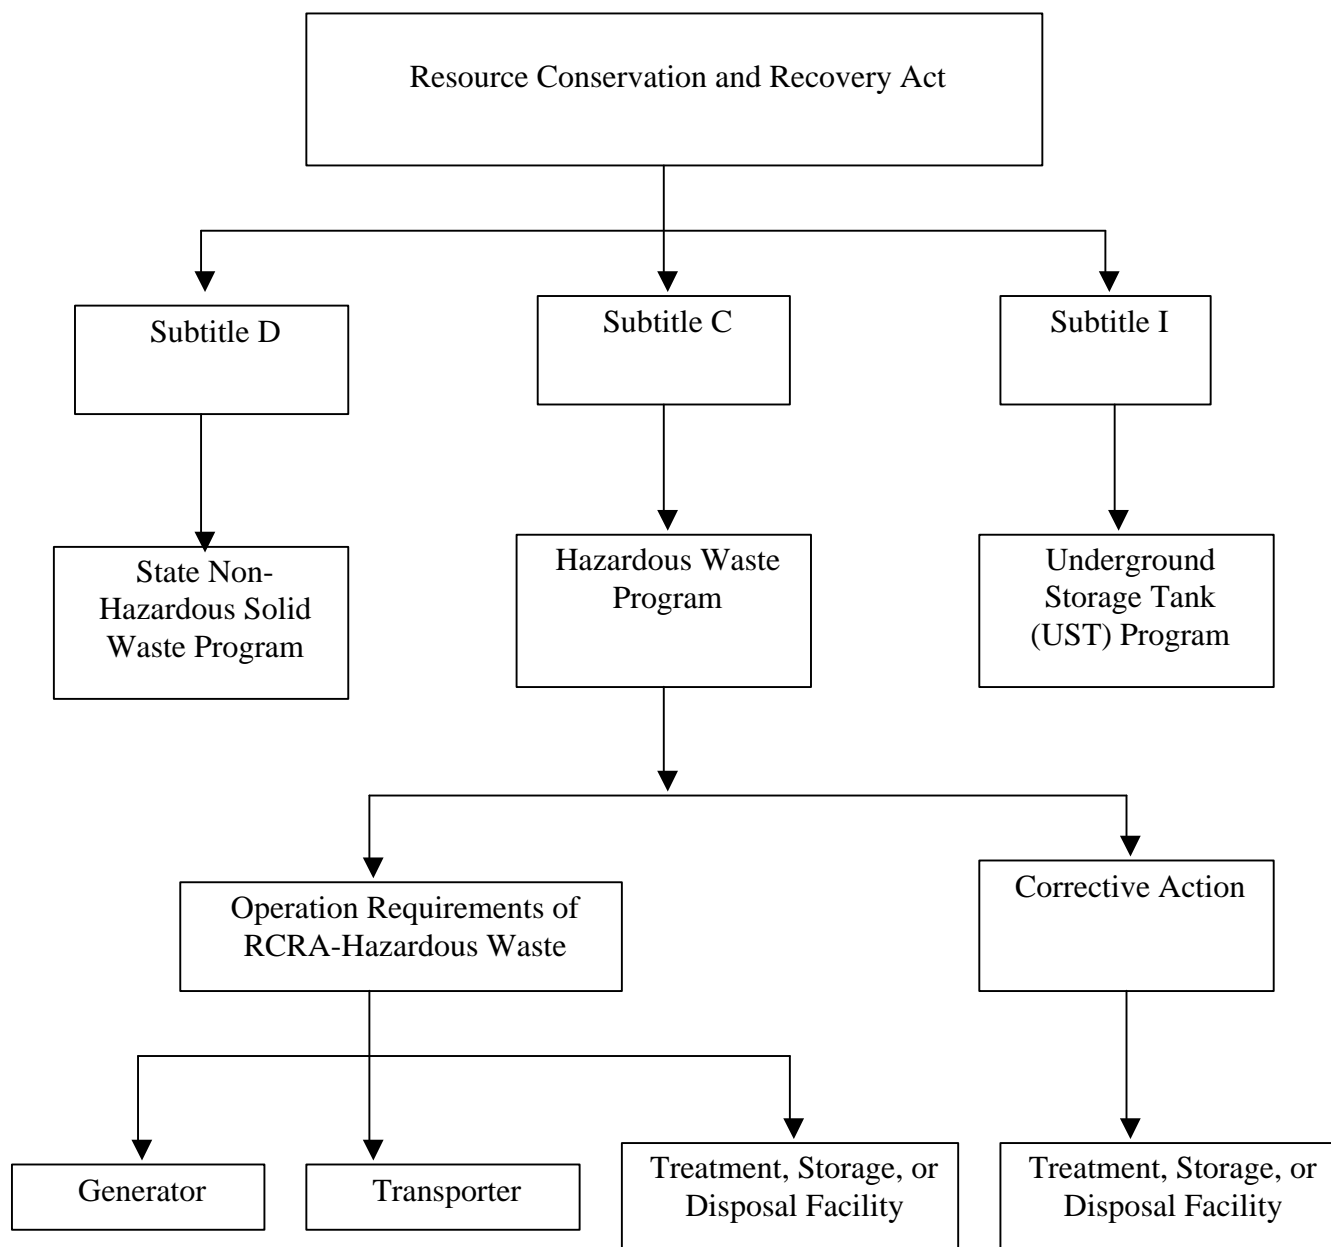 Resource Conservation and Recovery Act
Subtitle D
Subtitle C
Subtitle I
State Non-
Hazardous Solid
Waste Program
Hazardous Waste
Program
Underground
Storage Tank
(UST) Program
Operation Requirements of
RCRA-Hazardous Waste
Corrective Action
Generator
Transporter
Treatment, Storage, or
Disposal Facility
Treatment, Storage, or
Disposal Facility